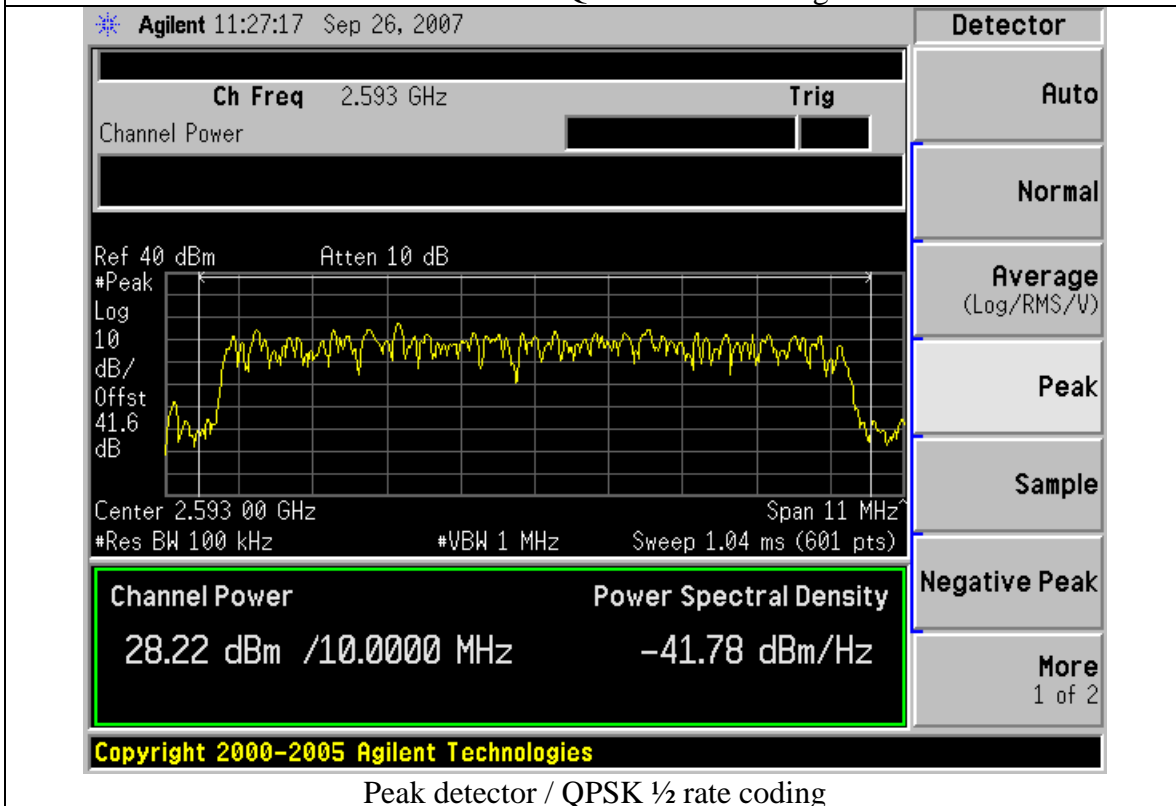 Agilent 11:27:17 Sep 26, 2007
Detector
Ch Freq 2.593 GHz Trig
Channel Power
Auto
Normal
Ref 40 dBm Atten 10 dB
#Peak
Log
10
dB/
Offst
41.6
dB
Average
(Log/RMS/V)
Peak
Sample
Center 2.593 00 GHz Span 11 MHz^
#Res BW 100 kHz #VBW 1 MHz Sweep 1.04 ms (601 pts)
Channel Power Power Spectral Density
28.22 dBm /10.0000 MHz -41.78 dBm/Hz
Negative Peak
More
1 of 2
Copyright 2000-2005 Agilent Technologies
Peak detector / QPSK ½ rate coding